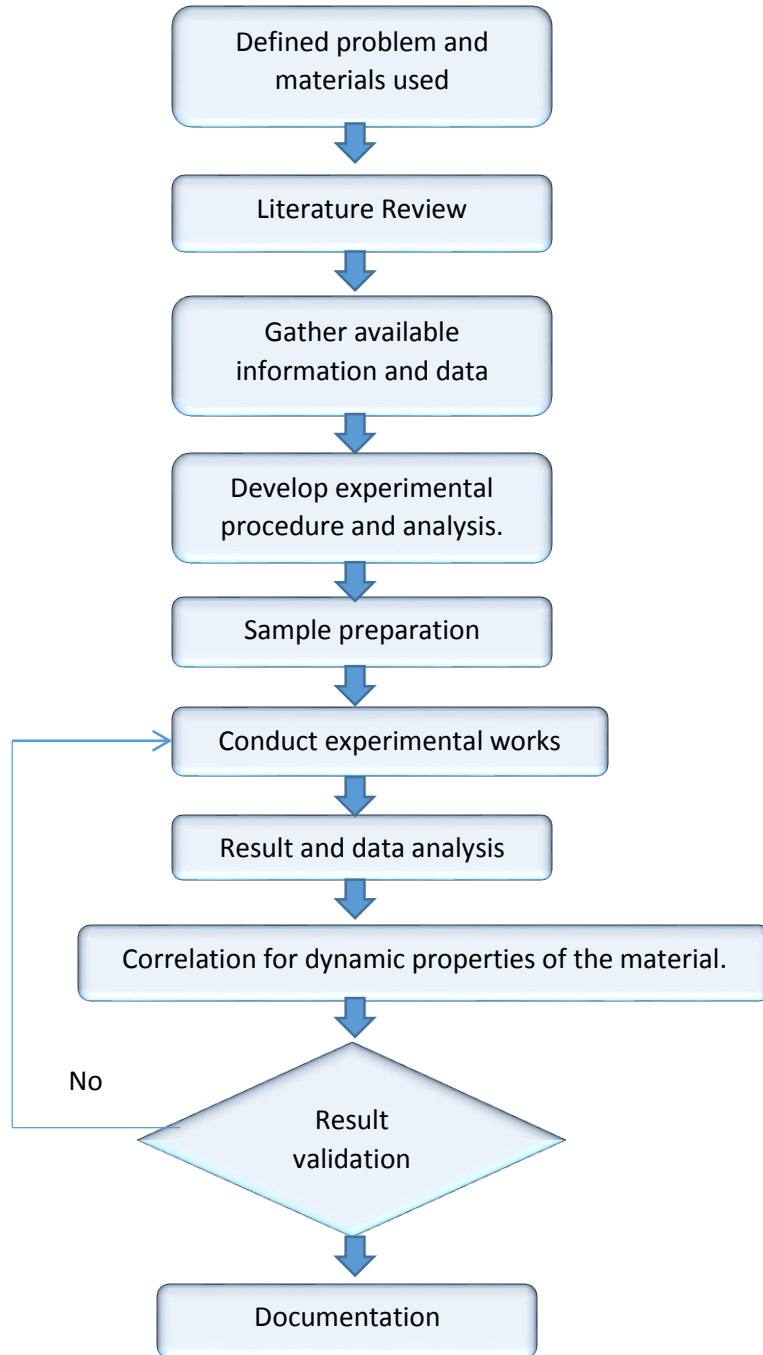 Defined problem and
materials used
Literature Review
Gather available
information and data
Develop experimental
procedure and analysis.
Sample preparation
Conduct experimental works
Result and data analysis
Correlation for dynamic properties of the material.
No
Result
validation
Documentation